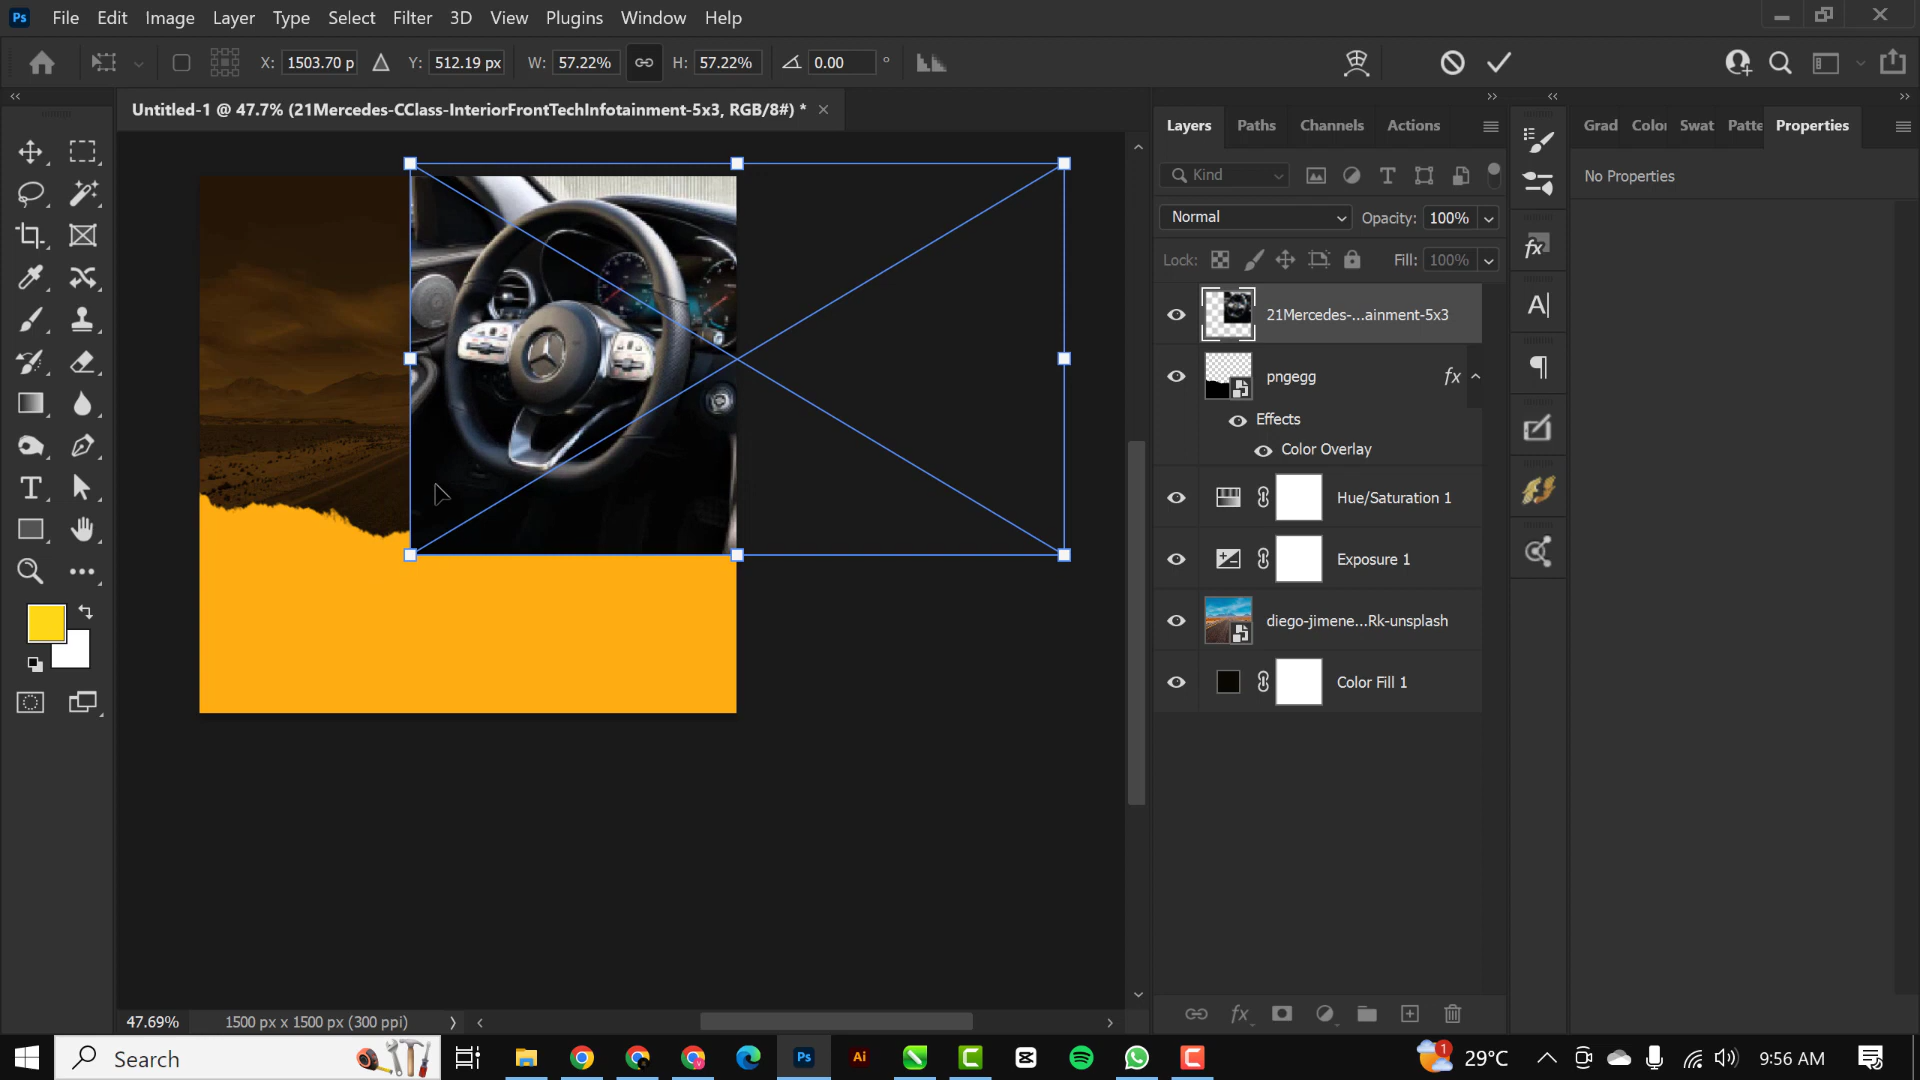 Ps File Edit Image Layer Type Select Filter 3D View Plugins Window Help
X: 1503.70 p Y: 512.19 px W: 57.22% H: 57.22% 0.00 °
Untitled-1 @ 47.7% (21Mercedes-CClass-InteriorFrontTechInfotainment-5x3, RGB/8#) * ×
Layers Paths Channels Actions
Grad Color Swat Patte Properties
Kind
No Properties
Normal Opacity: 100%
Lock: Fill: 100%
21Mercedes-...ainment-5x3
pngegg fx
Effects
Color Overlay
Hue/Saturation 1
Exposure 1
diego-jimene...Rk-unsplash
Color Fill 1
47.69% 1500 px x 1500 px (300 ppi)
Search
Ps Ai
1 29°C 9:56 AM